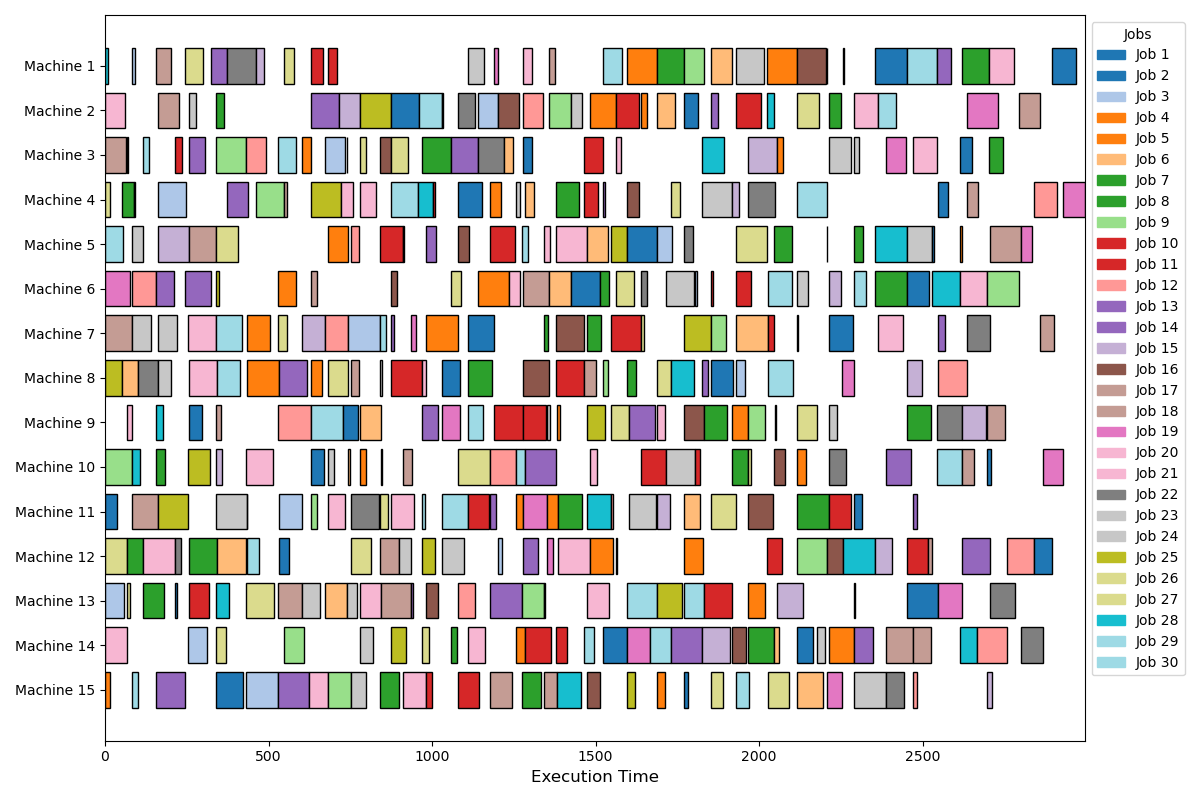 Machine 1
Machine 2
Machine 3
Machine 4
Machine 5
Machine 6
Machine 7
Machine 8
Machine 9
Machine 10
Machine 11
Machine 12
Machine 13
Machine 14
Machine 15
0 500 1000 1500 2000 2500
Execution Time
Jobs
Job 1
Job 2
Job 3
Job 4
Job 5
Job 6
Job 7
Job 8
Job 9
Job 10
Job 11
Job 12
Job 13
Job 14
Job 15
Job 16
Job 17
Job 18
Job 19
Job 20
Job 21
Job 22
Job 23
Job 24
Job 25
Job 26
Job 27
Job 28
Job 29
Job 30